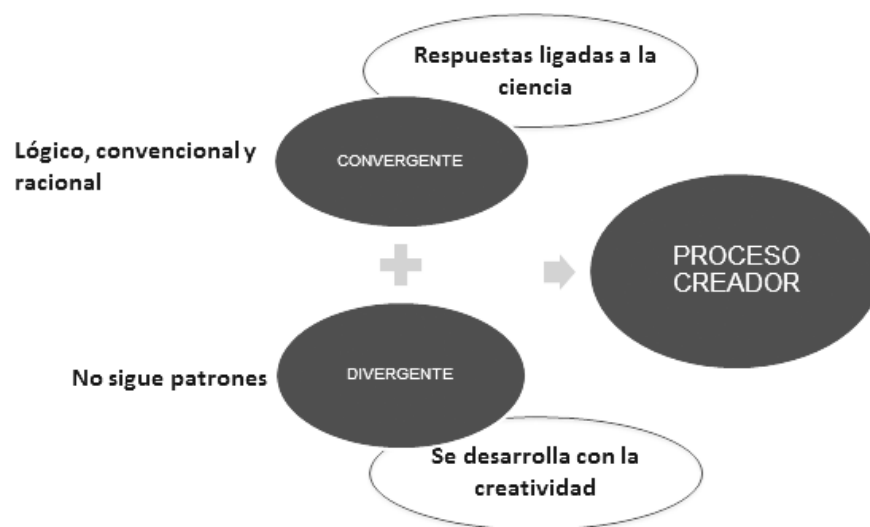 Respuestas ligadas a la
ciencia
Lógico, convencional y
racional
CONVERGENTE
PROCESO
CREADOR
No sigue patrones
DIVERGENTE
Se desarrolla con la
creatividad